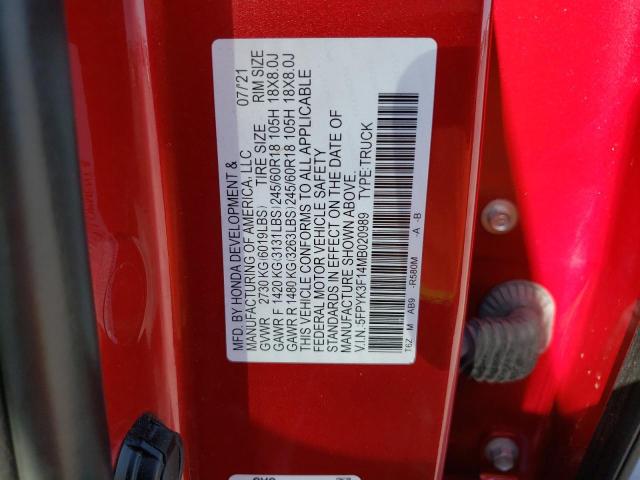 MFD. BY HONDA DEVELOPMENT & 07/'21
MANUFACTURING OF AMERICA, LLC
GVWR 2730 KG(6019LBS) TIRE SIZE RIM SIZE
GAWR F 1420 KG(3131LBS) 245/60R18 105H 18X8.0J
GAWR R 1480 KG(3263LBS) 245/60R18 105H 18X8.0J
THIS VEHICLE CONFORMS TO ALL APPLICABLE
FEDERAL MOTOR VEHICLE SAFETY
STANDARDS IN EFFECT ON THE DATE OF
MANUFACTURE SHOWN ABOVE.
V.I.N.:5FPYK3F14MB020989 TYPE:TRUCK
T6Z M AB9 -R580M -A -B